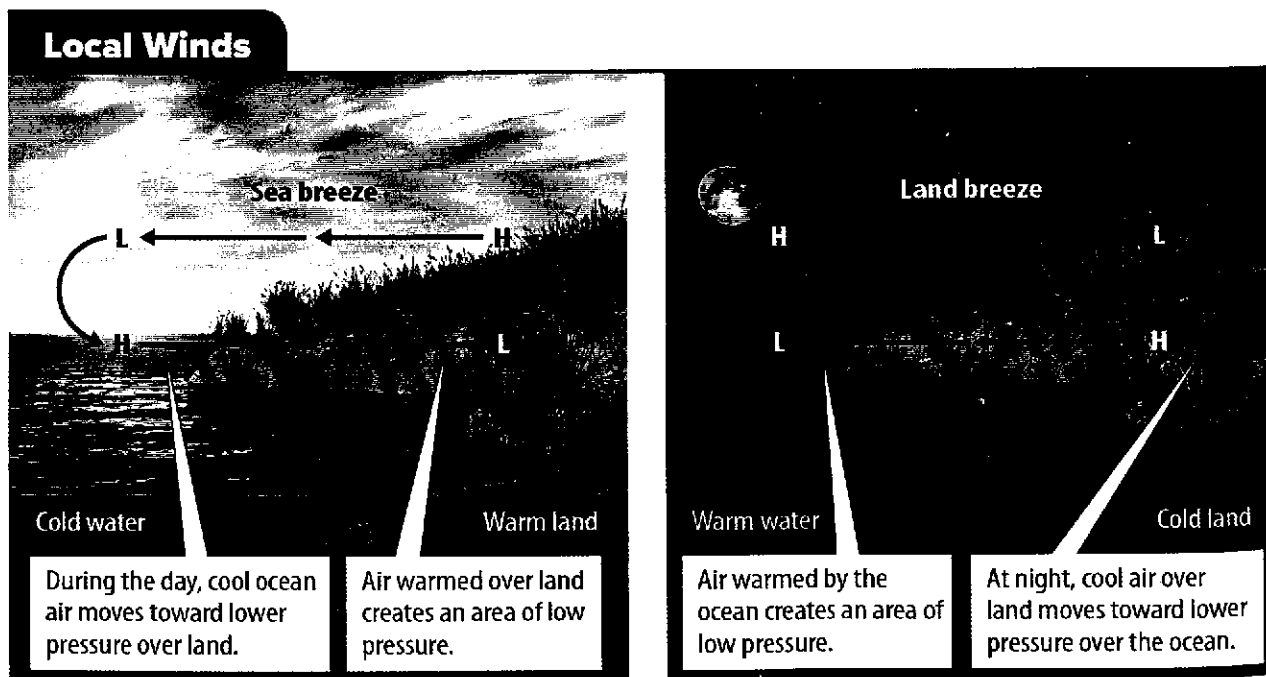 Local Winds
Sea breeze
L
H
H
L
Cold water
Warm land
During the day, cool ocean
air moves toward lower
pressure over land.
Air warmed over land
creates an area of low
pressure.
Land breeze
H
L
L
H
Warm water
Cold land
Air warmed by the
ocean creates an area of
low pressure.
At night, cool air over
land moves toward lower
pressure over the ocean.